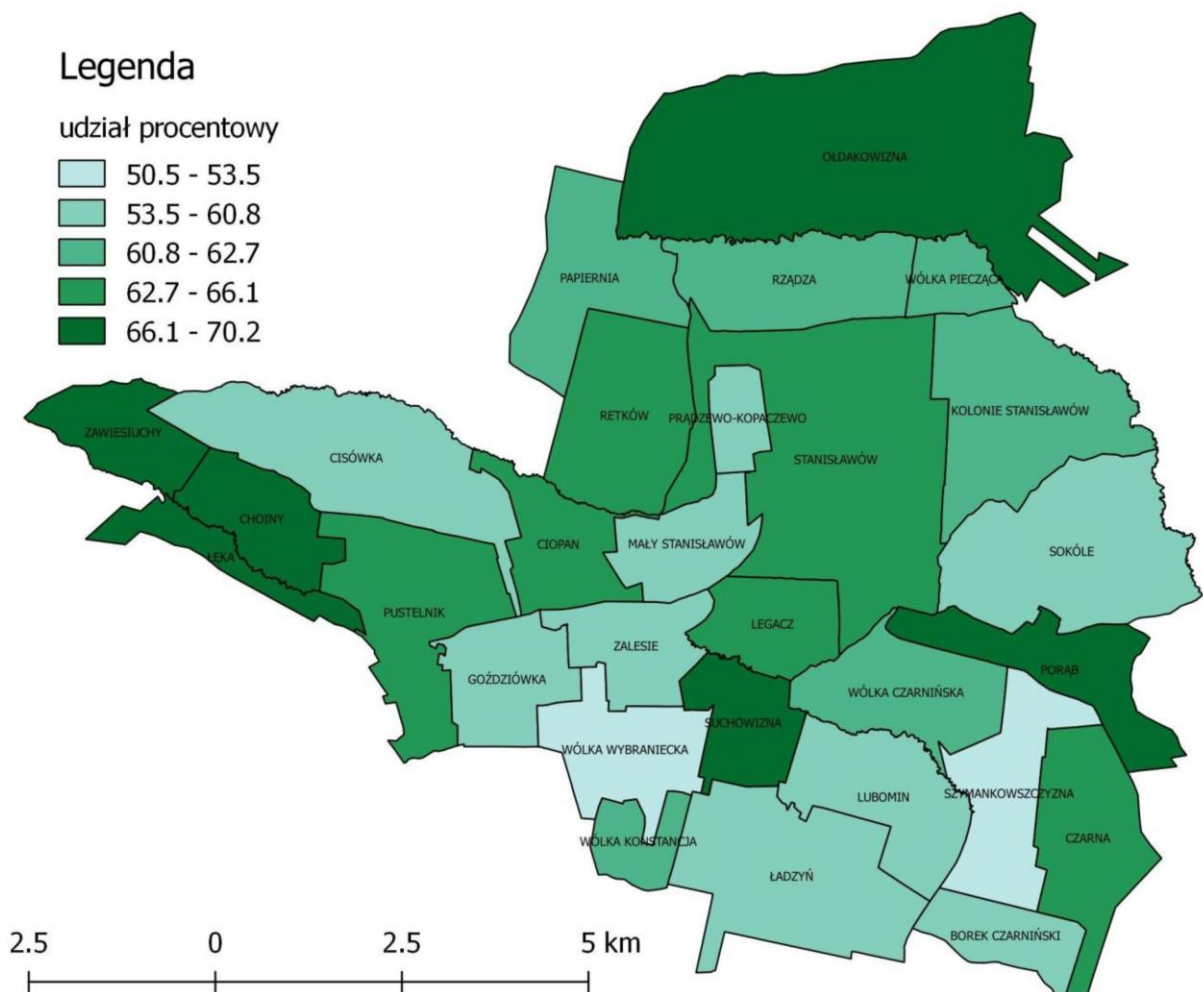 Legenda
udział procentowy
50.5 - 53.5
53.5 - 60.8
60.8 - 62.7
62.7 - 66.1
66.1 - 70.2
OŁDAKOWIZNA
PAPIERNIA
RZĄDZA
WÓLKA PIECZĄCA
RETKÓW
PRĄDZEWO-KOPACZEWO
KOLONIE STANISŁAWÓW
ZAWIESIUCHY
CISÓWKA
STANISŁAWÓW
CHOINY
CIOPAN
MAŁY STANISŁAWÓW
SOKÓLE
ŁĘKA
PUSTELNIK
LEGACZ
ZALESIE
GOŹDZIÓWKA
WÓLKA CZARNIŃSKA
PORĄB
SUCHOWIZNA
WÓLKA WYBRANIECKA
LUBOMIN
SZYMANKOWSZCZYZNA
WÓLKA KONSTANCJA
CZARNA
ŁADZYŃ
BOREK CZARNIŃSKI
2.5 0 2.5 5 km